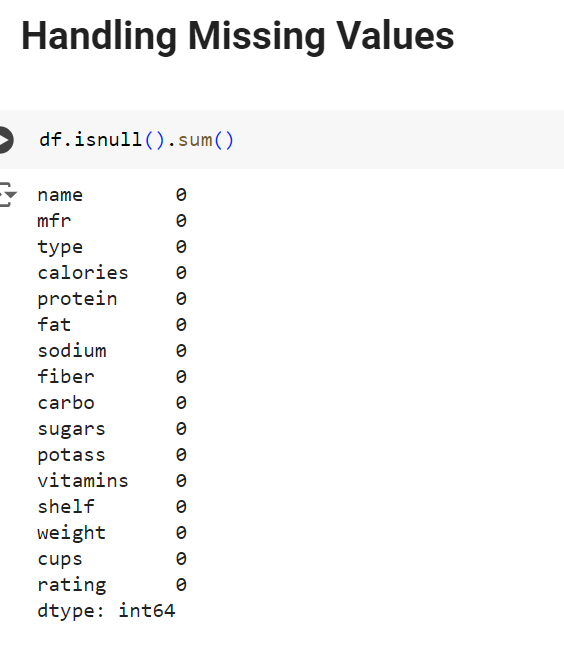 Handling Missing Values
df.isnull().sum()
name 0
mfr 0
type 0
calories 0
protein 0
fat 0
sodium 0
fiber 0
carbo 0
sugars 0
potass 0
vitamins 0
shelf 0
weight 0
cups 0
rating 0
dtype: int64